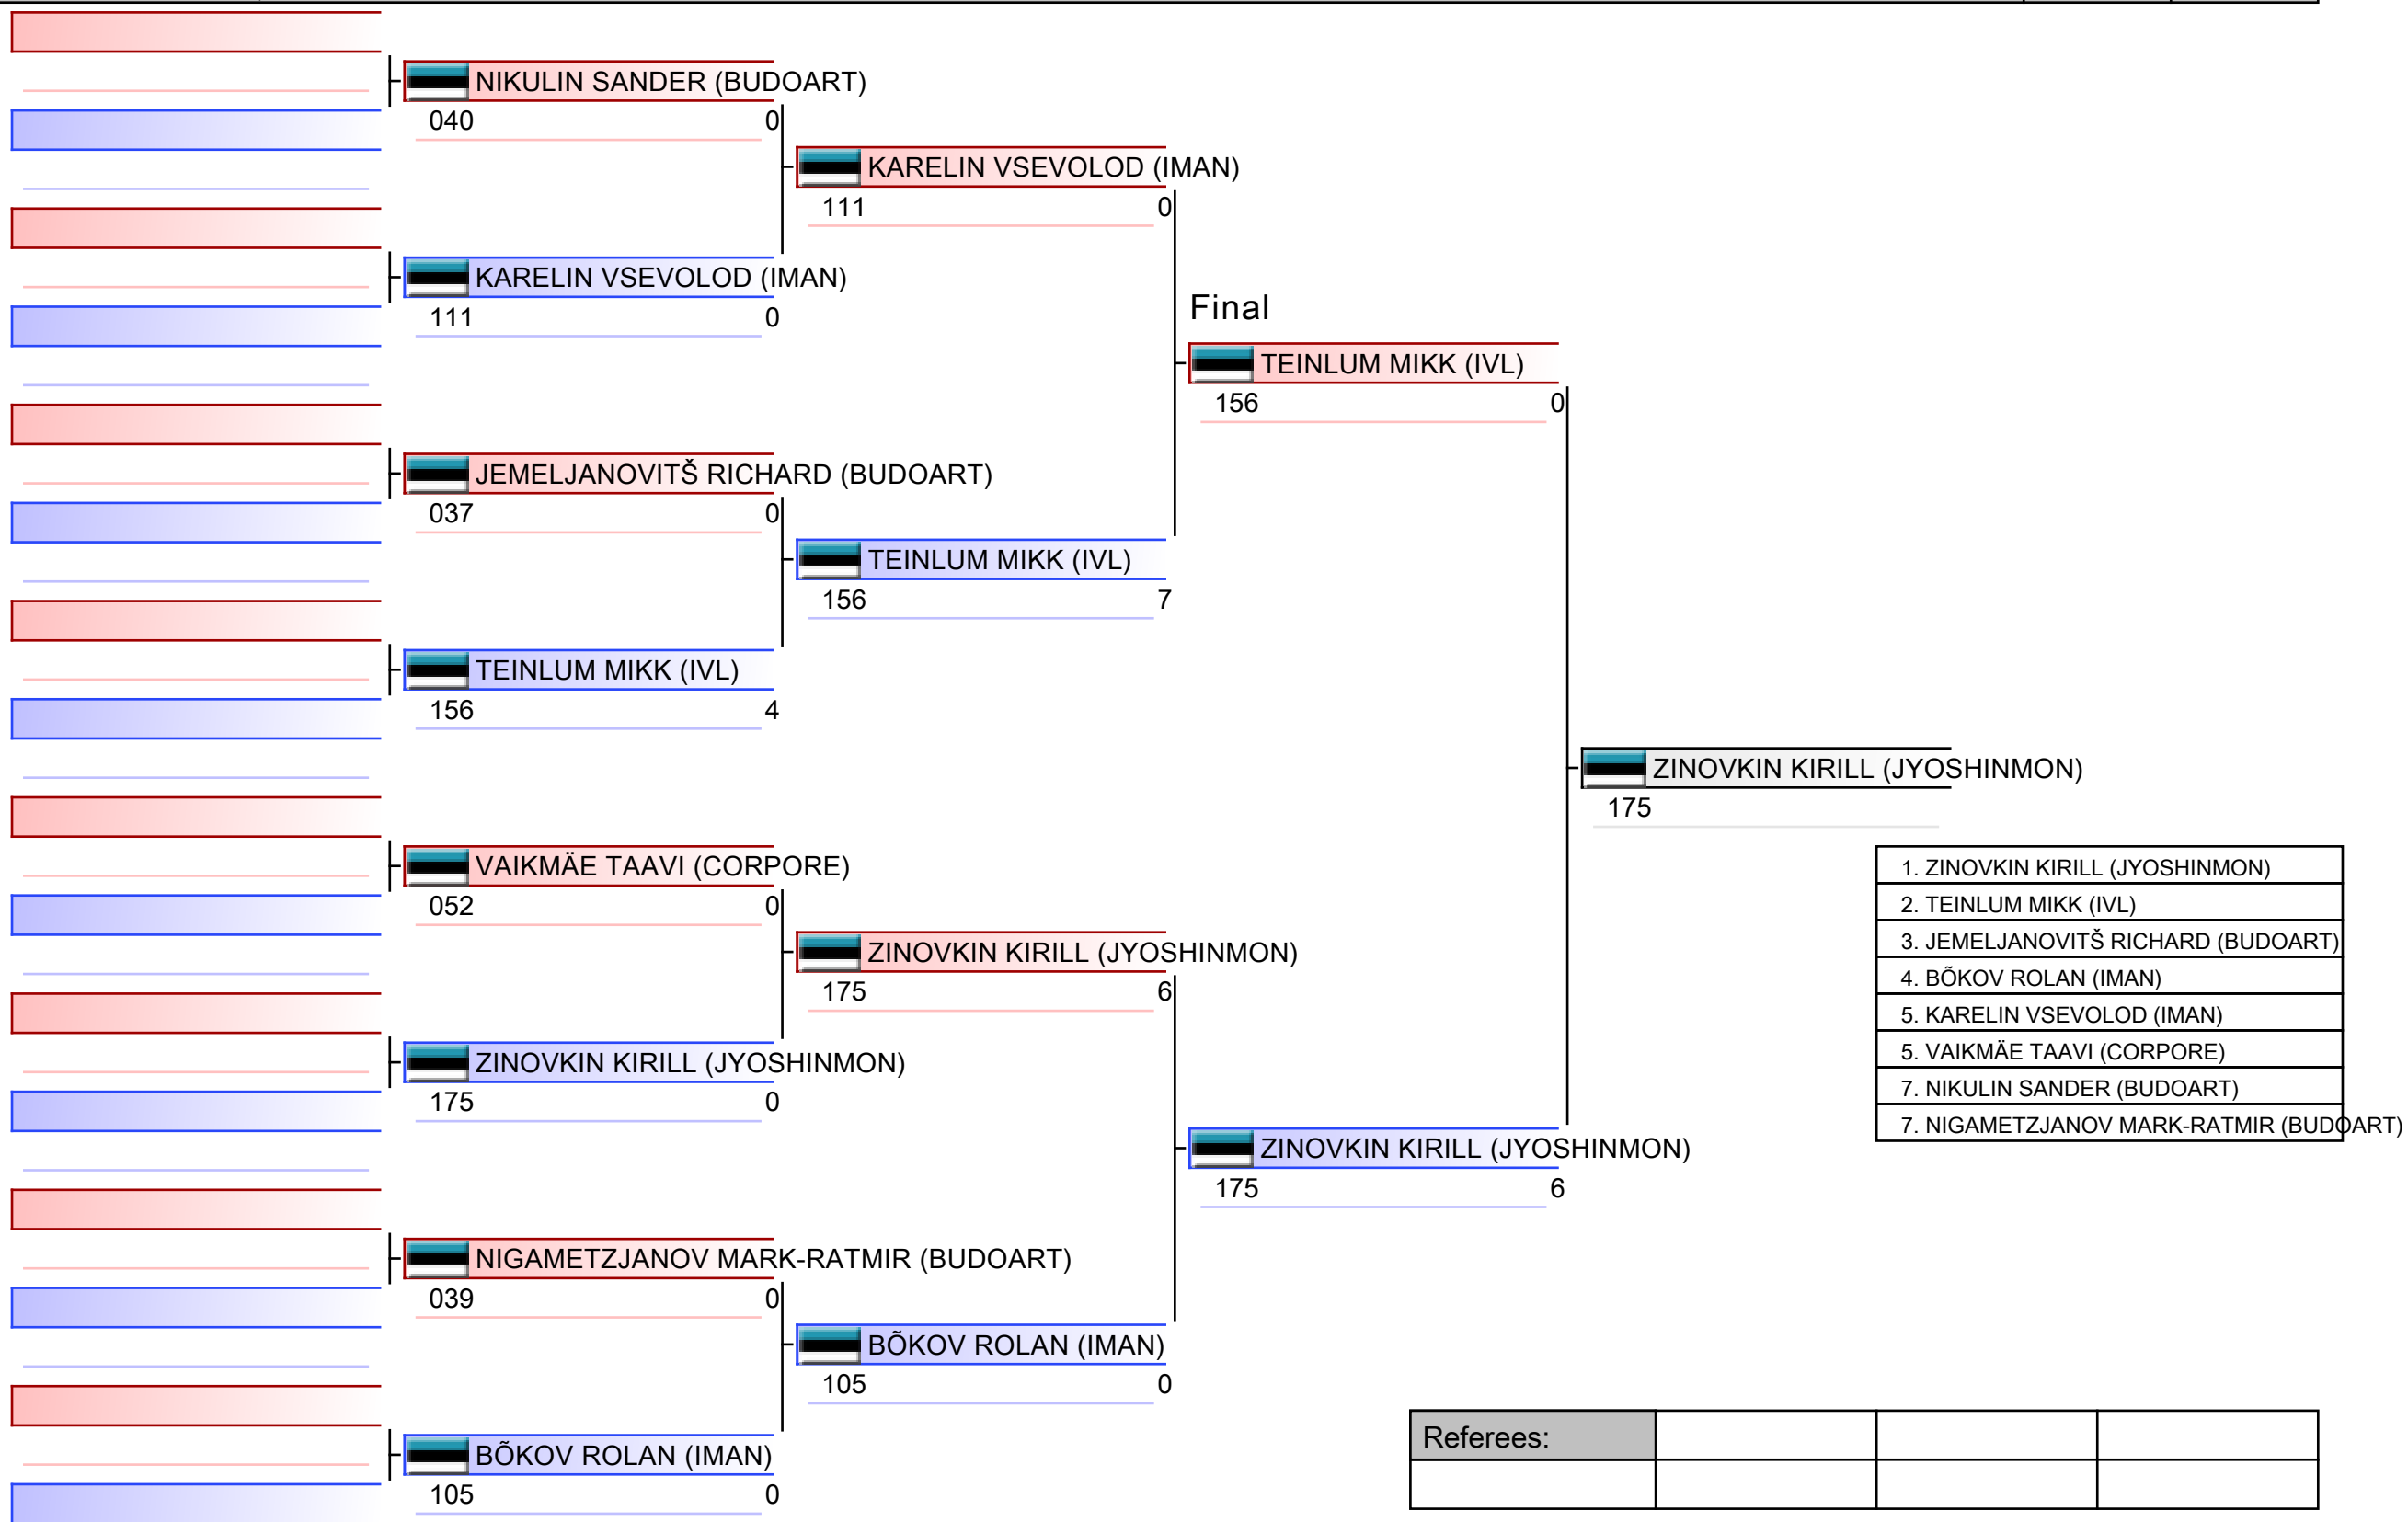 NIKULIN SANDER (BUDOART)
040 0
KARELIN VSEVOLOD (IMAN)
111 0
KARELIN VSEVOLOD (IMAN)
111 0
Final
TEINLUM MIKK (IVL)
156 0
JEMELJANOVITŠ RICHARD (BUDOART)
037 0
TEINLUM MIKK (IVL)
156 7
TEINLUM MIKK (IVL)
156 4
ZINOVKIN KIRILL (JYOSHINMON)
175
VAIKMÄE TAAVI (CORPORE)
052 0
ZINOVKIN KIRILL (JYOSHINMON)
175 6
ZINOVKIN KIRILL (JYOSHINMON)
175 0
ZINOVKIN KIRILL (JYOSHINMON)
175 6
NIGAMETZJANOV MARK-RATMIR (BUDOART)
039 0
BÕKOV ROLAN (IMAN)
105 0
BÕKOV ROLAN (IMAN)
105 0
1. ZINOVKIN KIRILL (JYOSHINMON)
2. TEINLUM MIKK (IVL)
3. JEMELJANOVITŠ RICHARD (BUDOART)
4. BÕKOV ROLAN (IMAN)
5. KARELIN VSEVOLOD (IMAN)
5. VAIKMÄE TAAVI (CORPORE)
7. NIKULIN SANDER (BUDOART)
7. NIGAMETZJANOV MARK-RATMIR (BUDOART)
Referees: